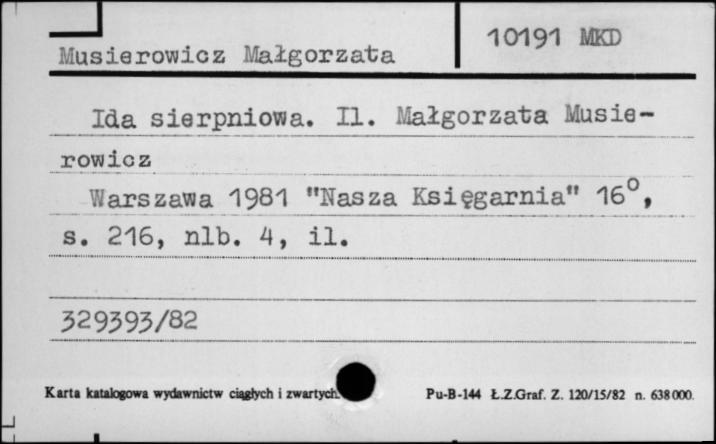 10191 MKD
Musierowicz Małgorzata
Ida sierpniowa. Il. Małgorzata Musie-
rowicz
Warszawa 1981 "Nasza Księgarnia" 16°,
s. 216, nlb. 4, il.
329393/82
Karta katalogowa wydawnictw ciągłych i zwartych. Pu-B-144 Ł.Z.Graf. Z. 120/15/82 n. 638000.